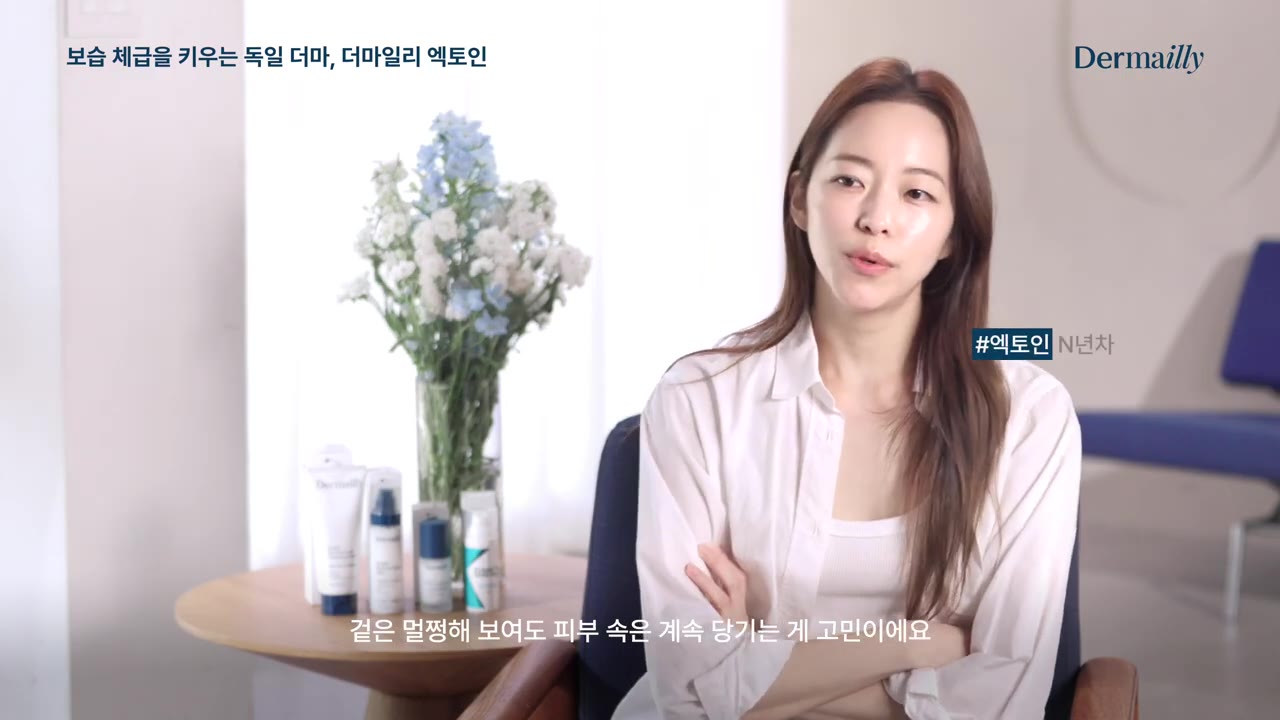 보습 체급을 키우는 독일 더마, 더마일리 엑토인
Dermailly
#엑토인 N년차
Dermailly
겉은 멀쩡해 보여도 피부 속은 계속 당기는 게 고민이에요